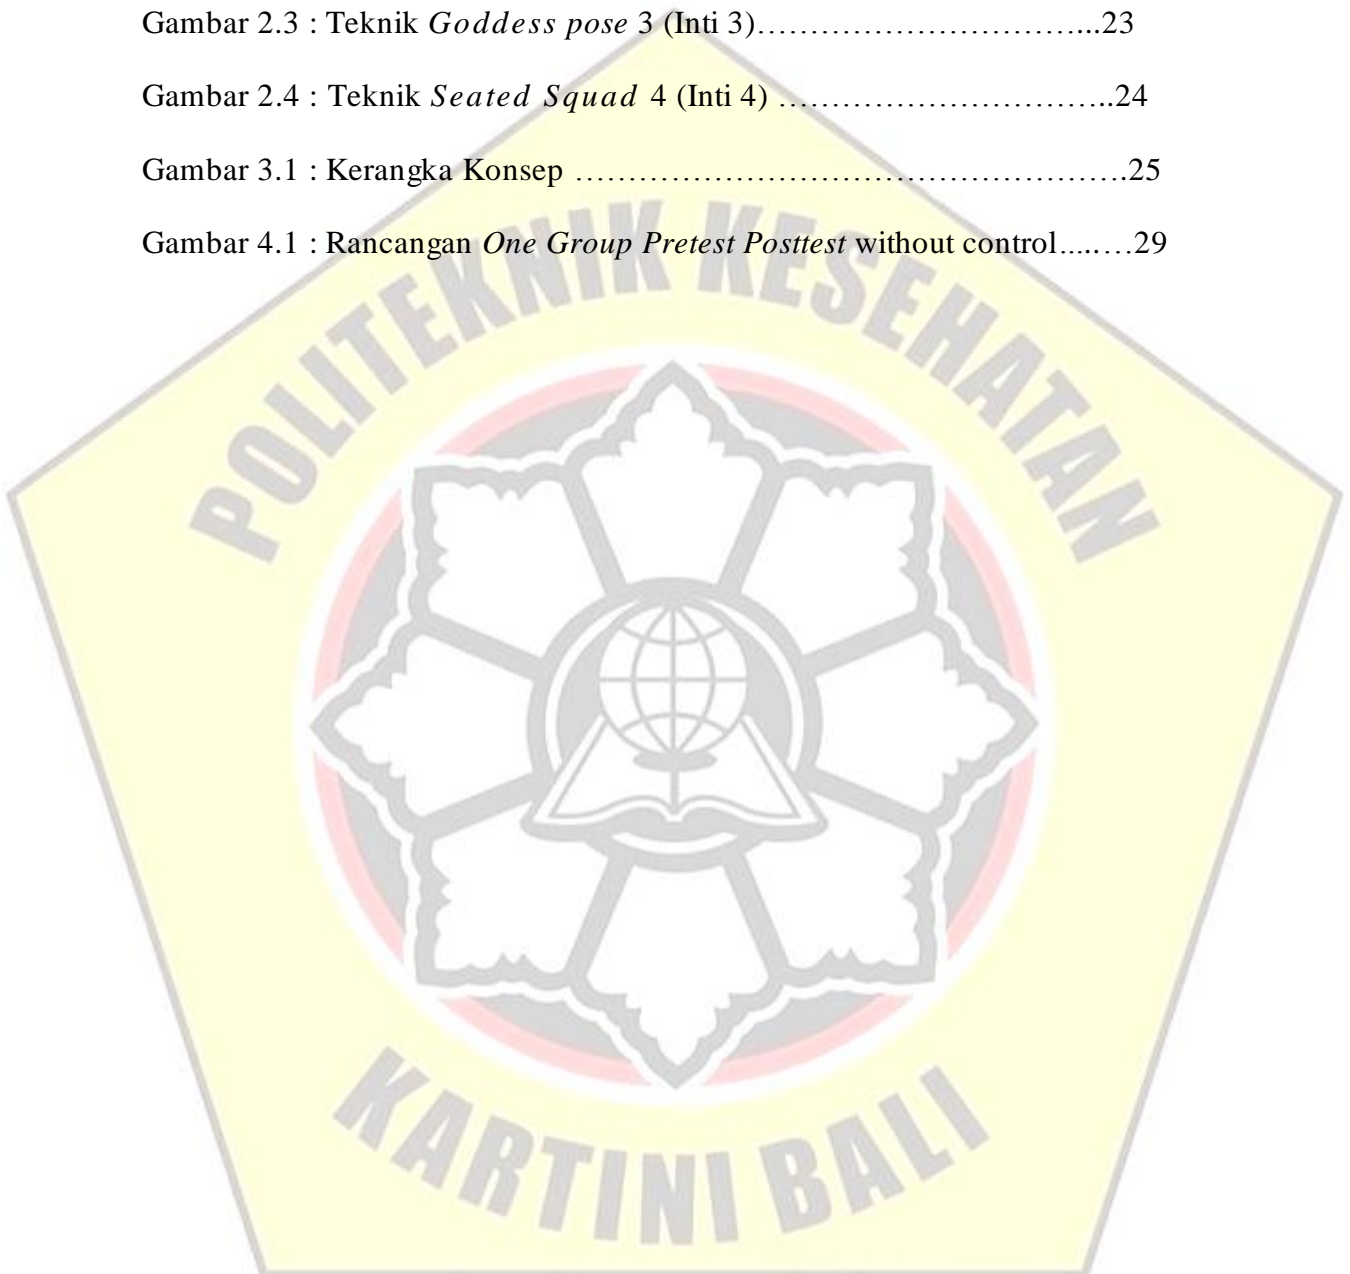 Gambar 2.3 : Teknik Goddess pose 3 (Inti 3)…………………………...23
Gambar 2.4 : Teknik Seated Squad 4 (Inti 4) …………………………..24
Gambar 3.1 : Kerangka Konsep …………………………………………….25
Gambar 4.1 : Rancangan One Group Pretest Posttest without control.....…29
POLITEKNIK KESEHATAN
KARTINI BALI